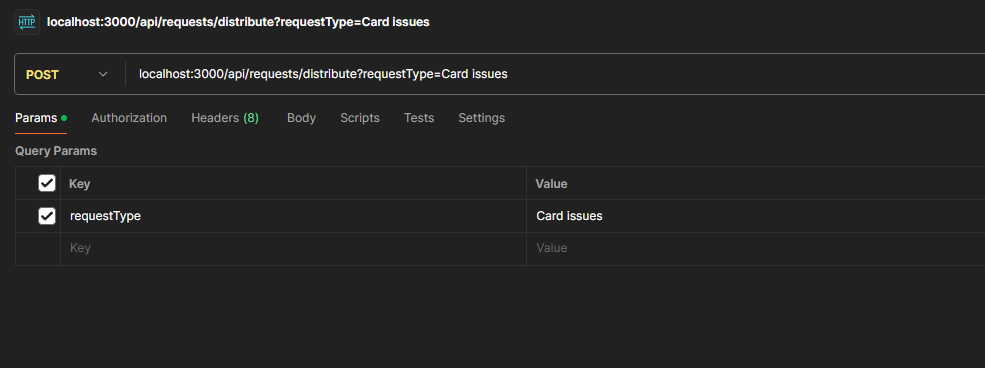 HTTP localhost:3000/api/requests/distribute?requestType=Card issues
POST localhost:3000/api/requests/distribute?requestType=Card issues
Params Authorization Headers (8) Body Scripts Tests Settings
Query Params
Key Value
requestType Card issues
Key Value